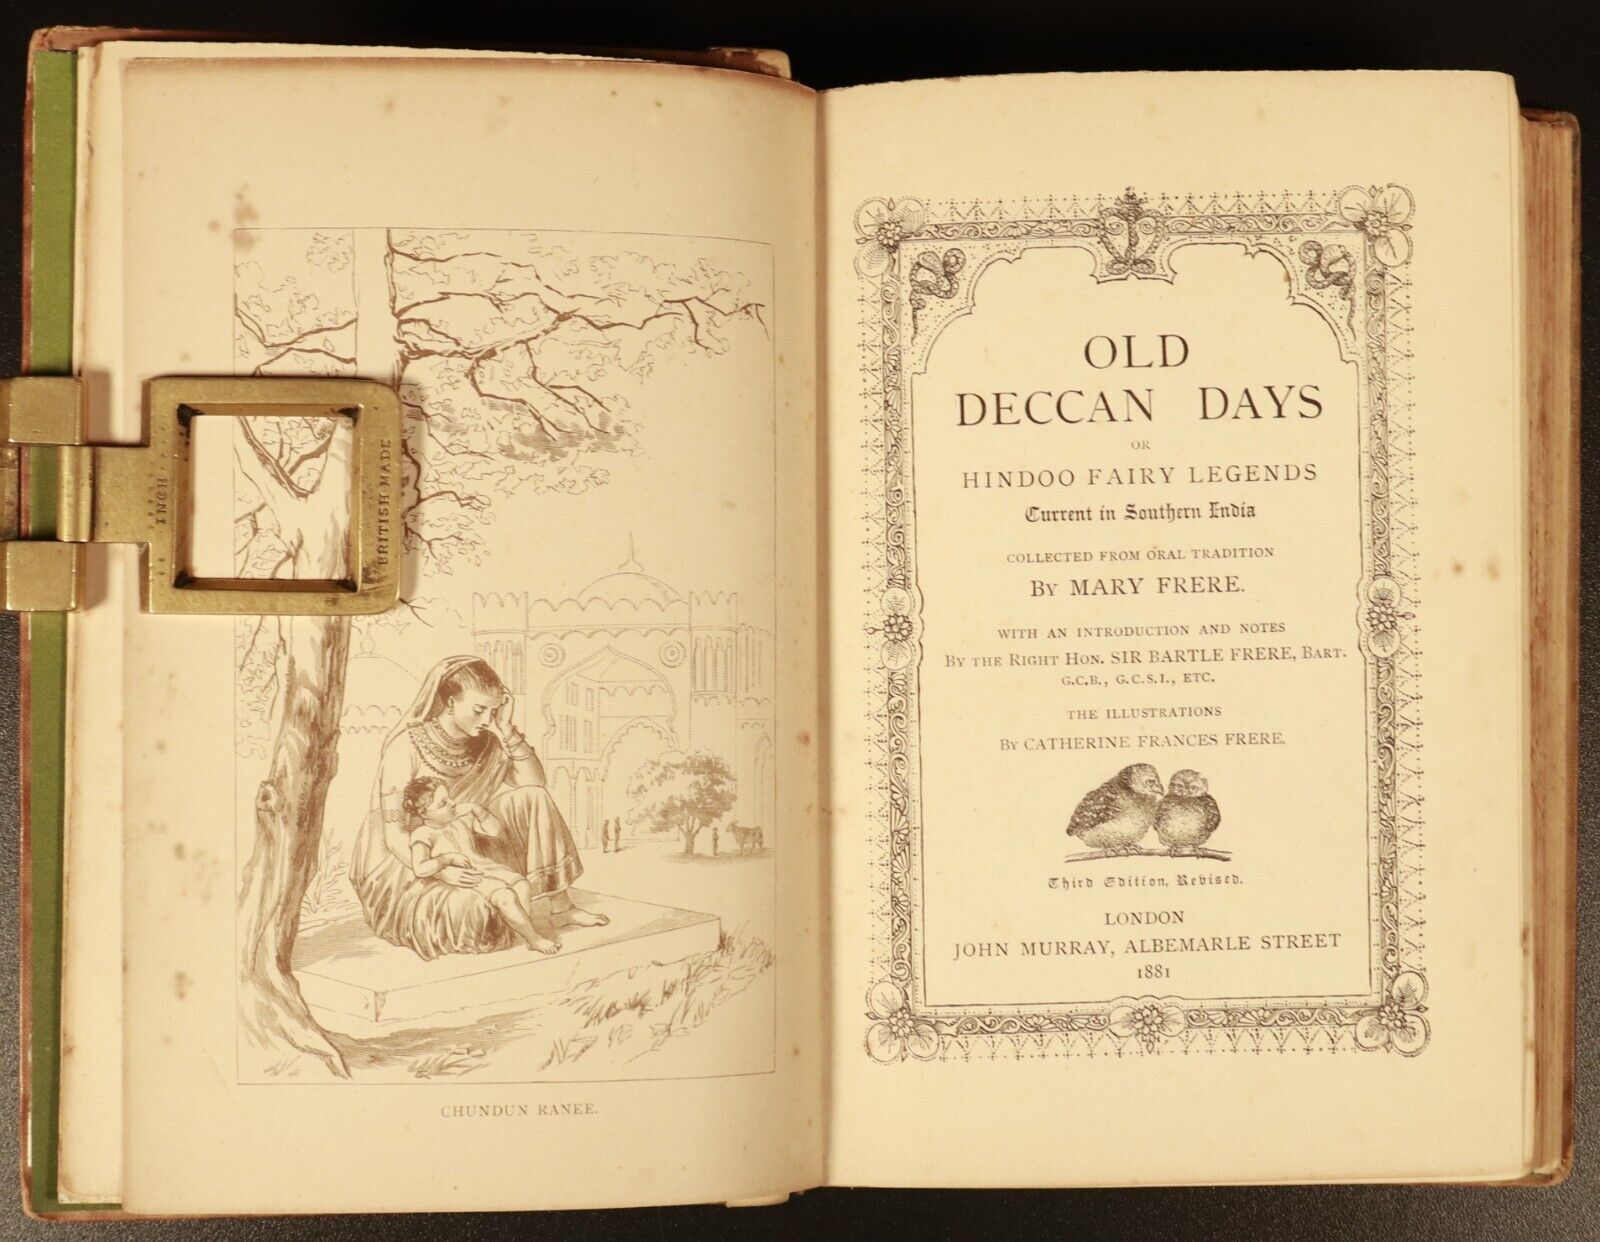 INCH
BRITISH MADE
CHUNDUN RANEE.
OLD
DECCAN DAYS
OR
HINDOO FAIRY LEGENDS
Current in Southern India
COLLECTED FROM ORAL TRADITION
BY MARY FRERE.
WITH AN INTRODUCTION AND NOTES
BY THE RIGHT HON. SIR BARTLE FRERE, BART.
G.C.B., G.C.S.I., ETC.
THE ILLUSTRATIONS
BY CATHERINE FRANCES FRERE.
Third Edition, Revised.
LONDON
JOHN MURRAY, ALBEMARLE STREET
1881